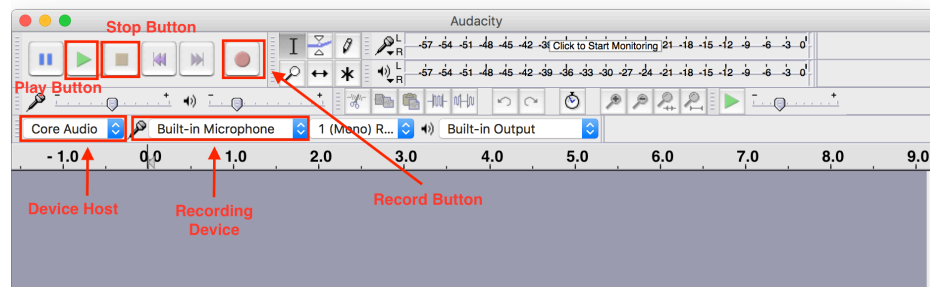 Audacity
Stop Button
L
R
-57 -54 -51 -48 -45 -42 -3 Click to Start Monitoring 21 -18 -15 -12 -9 -6 -3 0
L
R
-57 -54 -51 -48 -45 -42 -39 -36 -33 -30 -27 -24 -21 -18 -15 -12 -9 -6 -3 0
Play Button
Core Audio
Built-in Microphone
1 (Mono) R...
Built-in Output
-1.0 0.0 1.0 2.0 3.0 4.0 5.0 6.0 7.0 8.0 9.0
Device Host
Recording
Device
Record Button